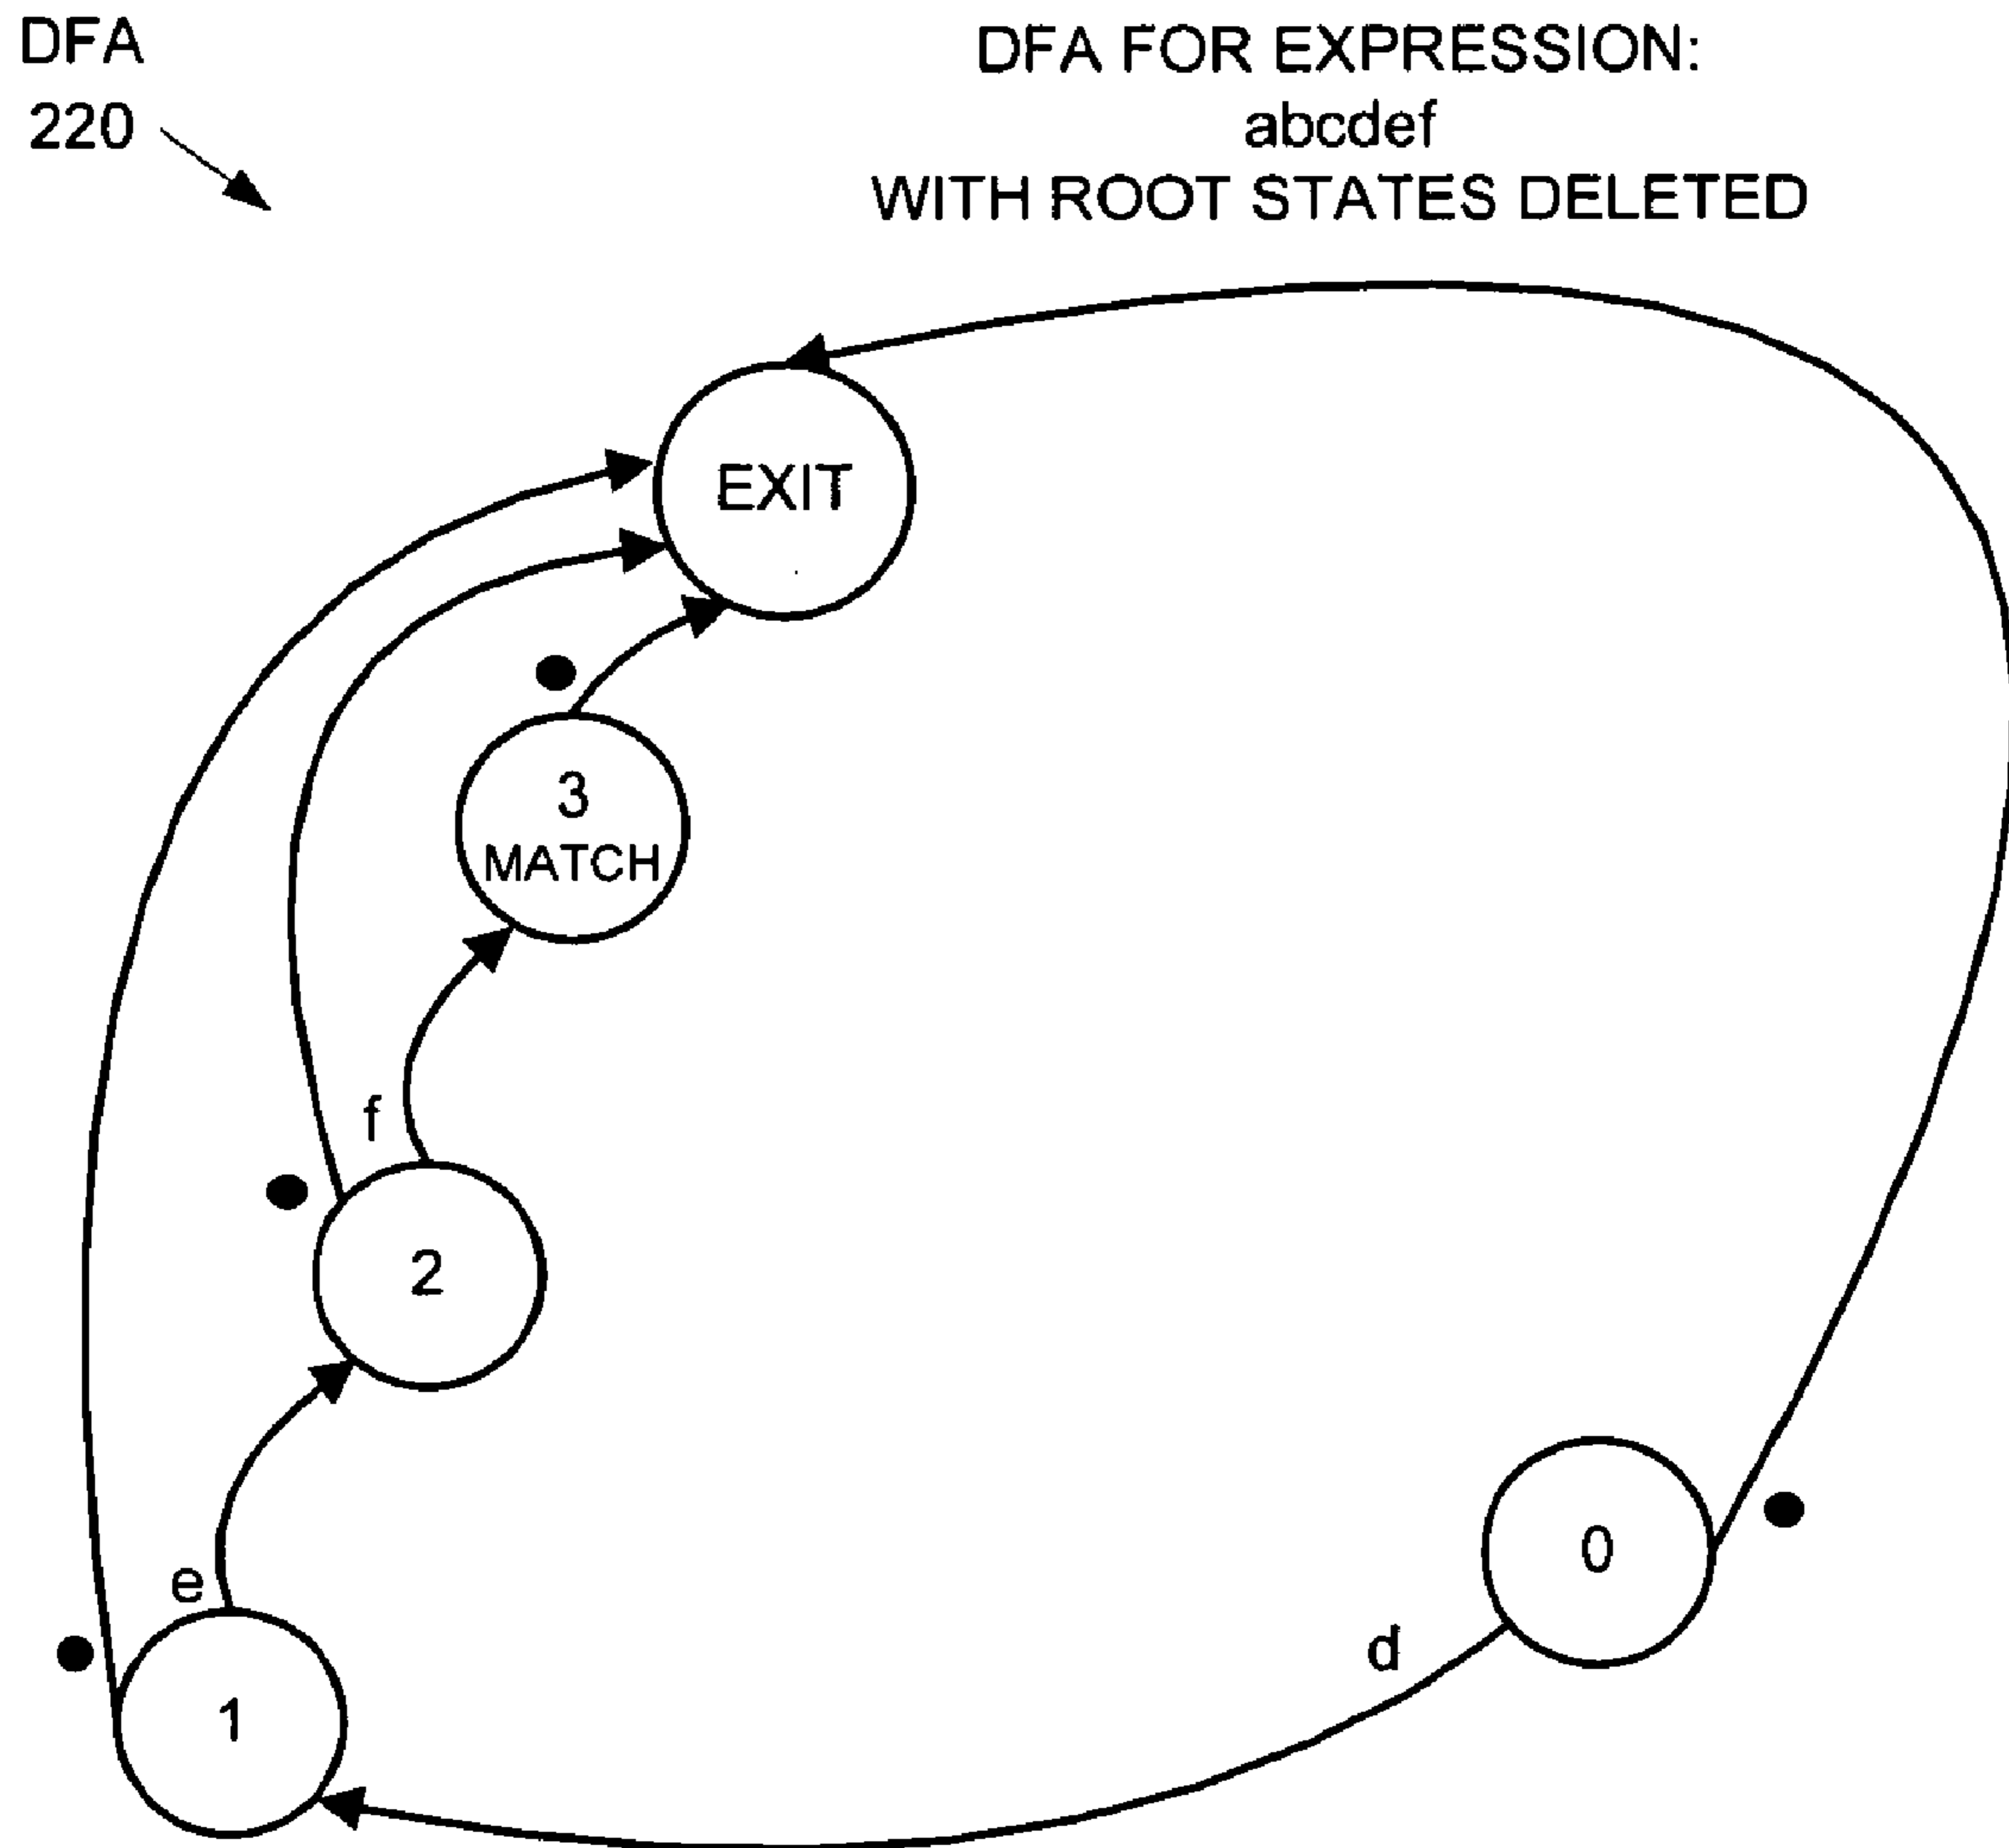 DFA
220
DFA FOR EXPRESSION:
abcdef
WITH ROOT STATES DELETED
EXIT
3
MATCH
f
2
e
1
0
d